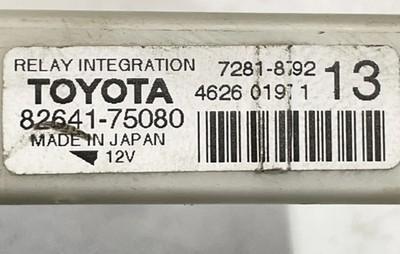 RELAY INTEGRATION 7281-8792 13
TOYOTA 4626 01971
82641-75080
MADE IN JAPAN
12V